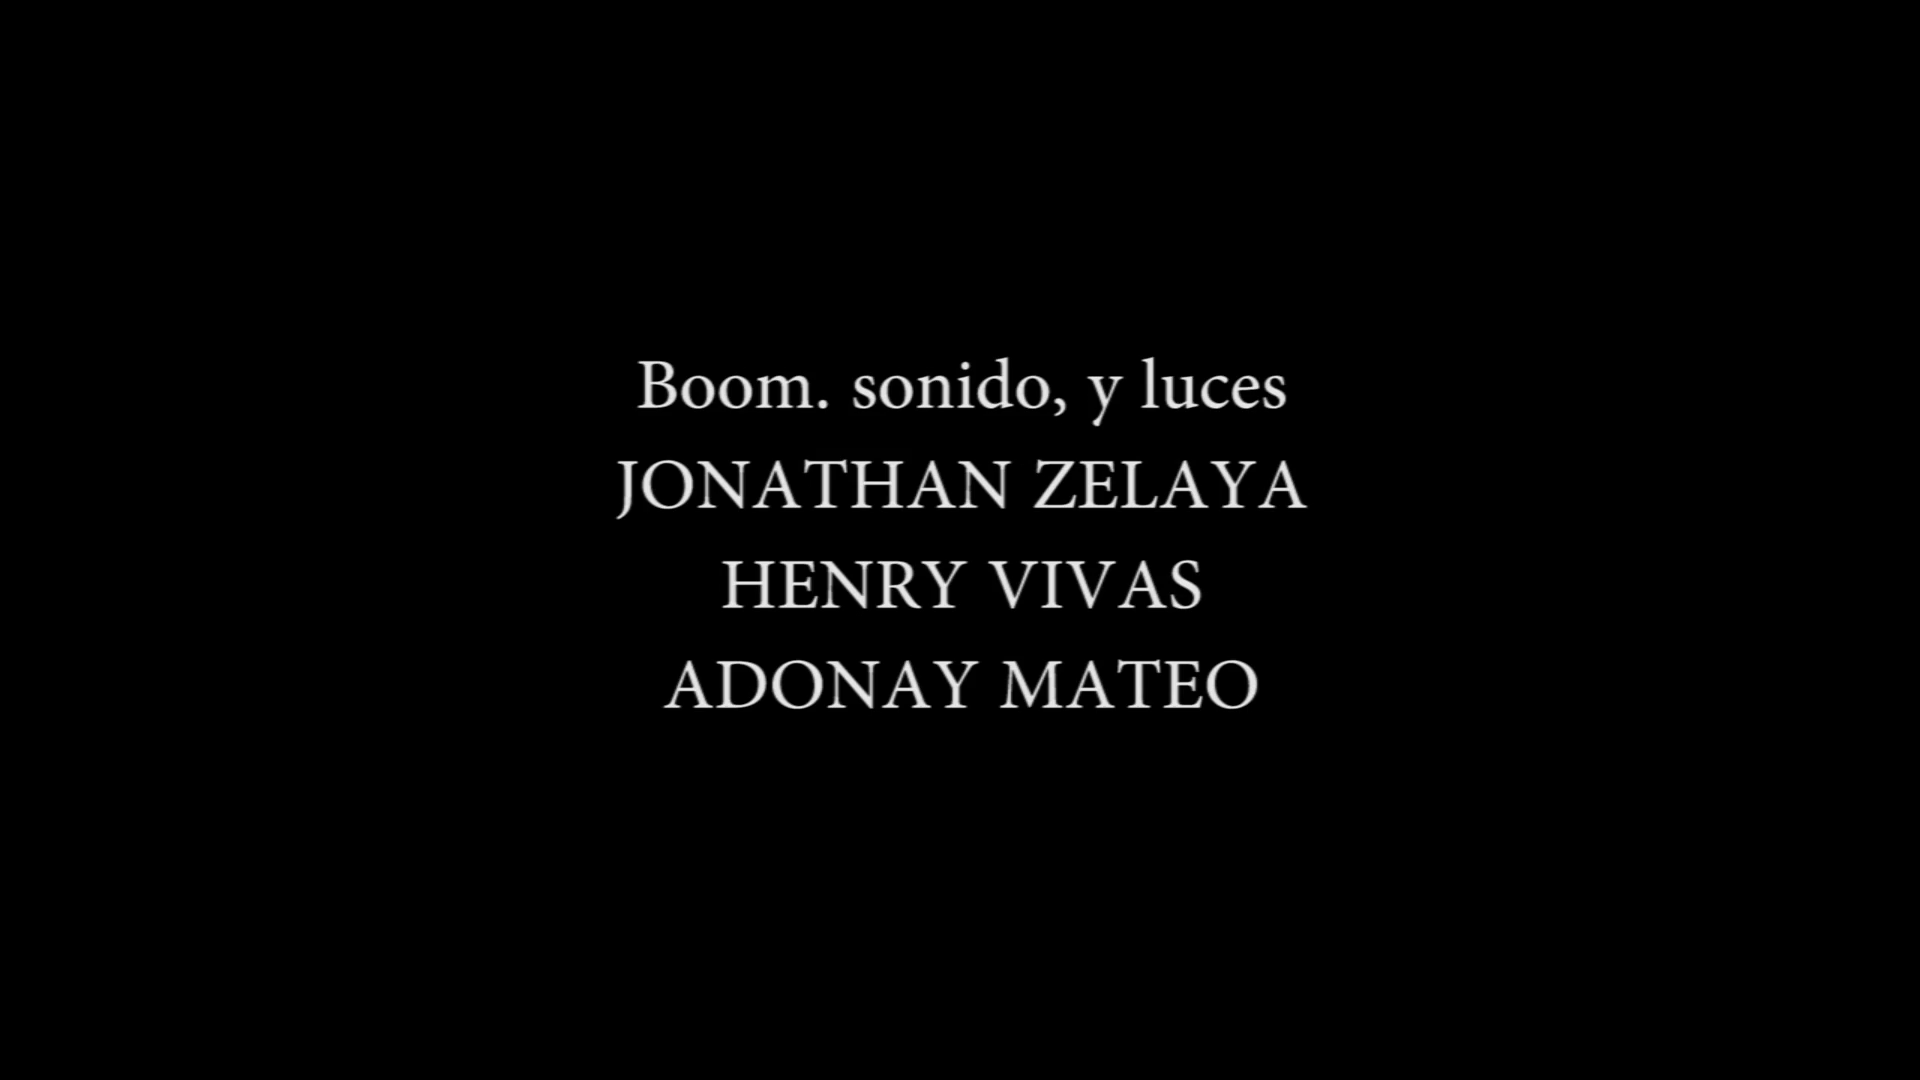 Boom. sonido, y luces
JONATHAN ZELAYA
HENRY VIVAS
ADONAY MATEO